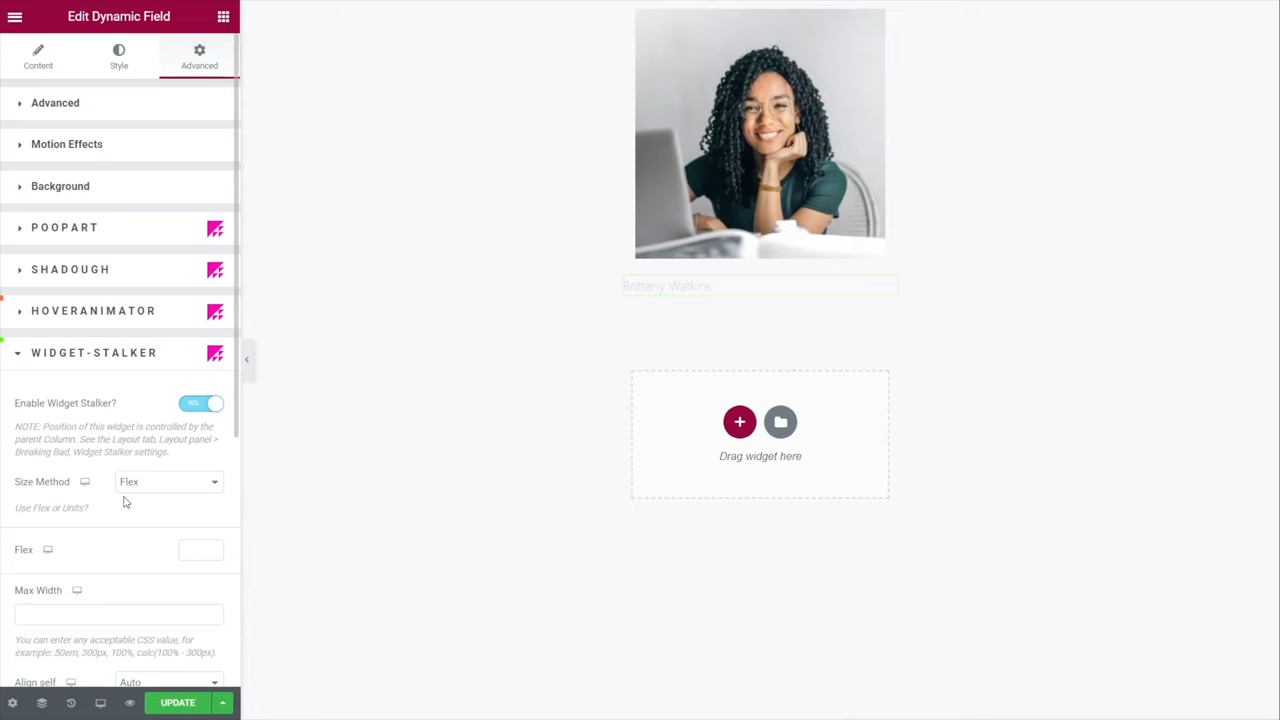 Edit Dynamic Field
Content
Style
Advanced
Advanced
Motion Effects
Background
POOPART
SHADOUGH
HOVERANIMATOR
WIDGET-STALKER
Enable Widget Stalker?
YES
NOTE: Position of this widget is controlled by the
parent Column. See the Layout tab, Layout panel >
Breaking Bad, Widget Stalker settings.
Size Method
Flex
Use Flex or Units?
Flex
Max Width
You can enter any acceptable CSS value, for
example: 50em, 300px, 100%, calc(100% - 300px).
Align self
Auto
UPDATE
Brittany Watkins
Drag widget here